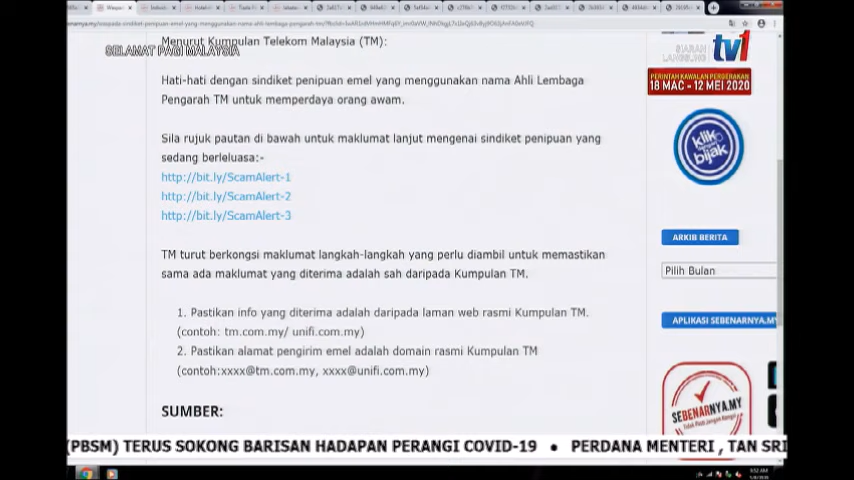 Menurut Kumpulan Telekom Malaysia (TM):
SELAMAT PAGI MALAYSIA
SIARAN
LANGSUNG
tv1
PERINTAH KAWALAN PERGERAKAN
18 MAC - 12 MEI 2020
Hati-hati dengan sindiket penipuan emel yang menggunakan nama Ahli Lembaga
Pengarah TM untuk memperdaya orang awam.
Sila rujuk pautan di bawah untuk maklumat lanjut mengenai sindiket penipuan yang
sedang berleluasa:-
http://bit.ly/ScamAlert-1
http://bit.ly/ScamAlert-2
http://bit.ly/ScamAlert-3
klik
bijak
ARKIB BERITA
Pilih Bulan
TM turut berkongsi maklumat langkah-langkah yang perlu diambil untuk memastikan
sama ada maklumat yang diterima adalah sah daripada Kumpulan TM.
APLIKASI SEBENARNYA.MY
1. Pastikan info yang diterima adalah daripada laman web rasmi Kumpulan TM.
(contoh: tm.com.my/ unifi.com.my)
2. Pastikan alamat pengirim emel adalah domain rasmi Kumpulan TM
(contoh:xxxx@tm.com.my, xxxx@unifi.com.my)
SEBENARNYA.MY
SUMBER:
(PBSM) TERUS SOKONG BARISAN HADAPAN PERANGI COVID-19 • PERDANA MENTERI , TAN SRI